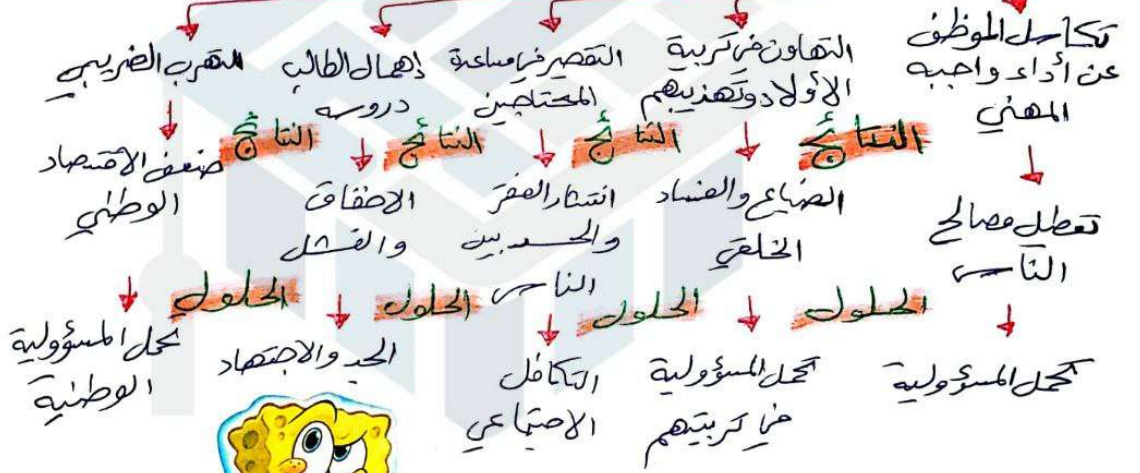 تكاسل الموظف
عن أداء واجبه
المهني
التهاون في تربية
الأولاد وتهذيبهم
التقصير في مساعدة
المحتاجين
إهمال الطالب
دروسه
التهرب الضريبي
النتائج
النتائج
النتائج
النتائج
تعطل مصالح
الناس
الضياع والفساد
الخلقي
انتشار الفقر
والحسد بين
الناس
الاخفاق
والفشل
ضعف الاقتصاد
الوطني
الحلول
الحلول
الحلول
الحلول
تحمل المسؤولية
تحمل المسؤولية
في تربيتهم
التكافل
الاجتماعي
الجد والاجتهاد
تحمل المسؤولية
الوطنية